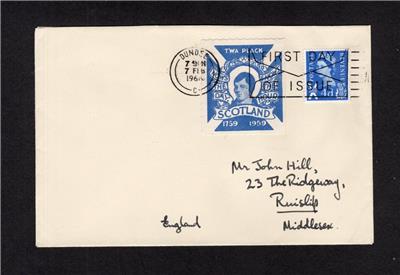 DUNDEE
7 FEB
FIRST DAY
OF ISSUE
TWA PLACK
SCOTLAND
1759 1959
Mr John Hill,
23 The Ridgeway,
Ruislip
Middlesex.
England